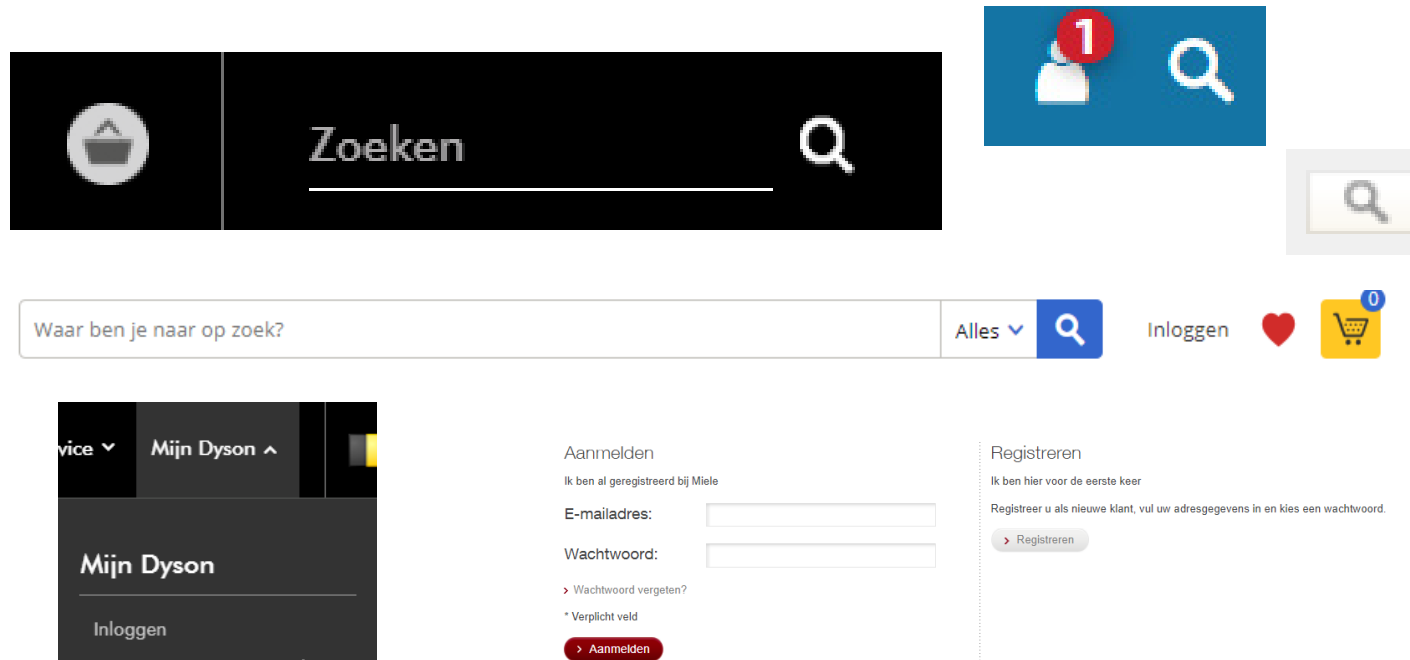 1
Zoeken
Waar ben je naar op zoek?
Alles
Inloggen
0
vice
Mijn Dyson
Mijn Dyson
Inloggen
Aanmelden
Ik ben al geregistreerd bij Miele
E-mailadres:
Wachtwoord:
Wachtwoord vergeten?
* Verplicht veld
Aanmelden
Registreren
Ik ben hier voor de eerste keer
Registreer u als nieuwe klant, vul uw adresgegevens in en kies een wachtwoord.
Registreren